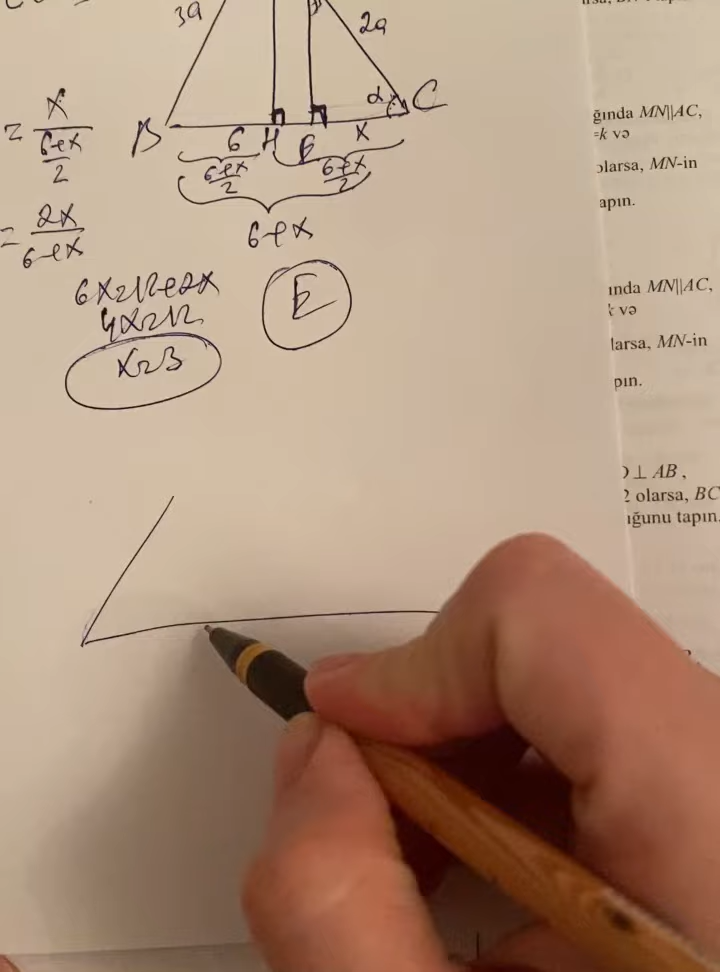 3a
2a
α
C
B
6
H
E
x
6+x
2
6+x
2
6+x
= x
6+x
2
= 2x
6+x
6x=12+2x
4x=12
x=3
E
ğında MN||AC,
=k və
olarsa, MN-in
apın.
ında MN||AC,
k və
larsa, MN-in
pın.
⊥ AB ,
2 olarsa, BC
ığunu tapın.